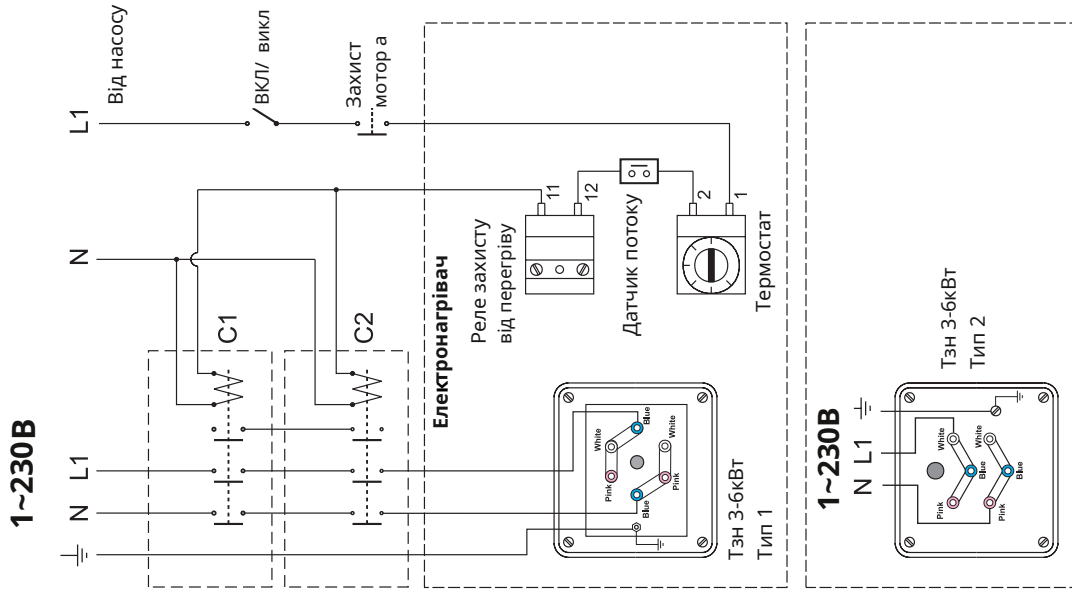 1~230В
N
L1
N
L1
Від насосу
ВКЛ/ викл
Захист
мотор а
C1
C2
Електронагрівач
Реле захисту
від перегріву
11
12
Датчик потоку
2
1
Термостат
White
Blue
Pink
White
Blue
Pink
Тзн 3-6кВт
Тип 1
1~230В
N L1
White
White
Blue
Blue
Pink
Pink
Тзн 3-6кВт
Тип 2